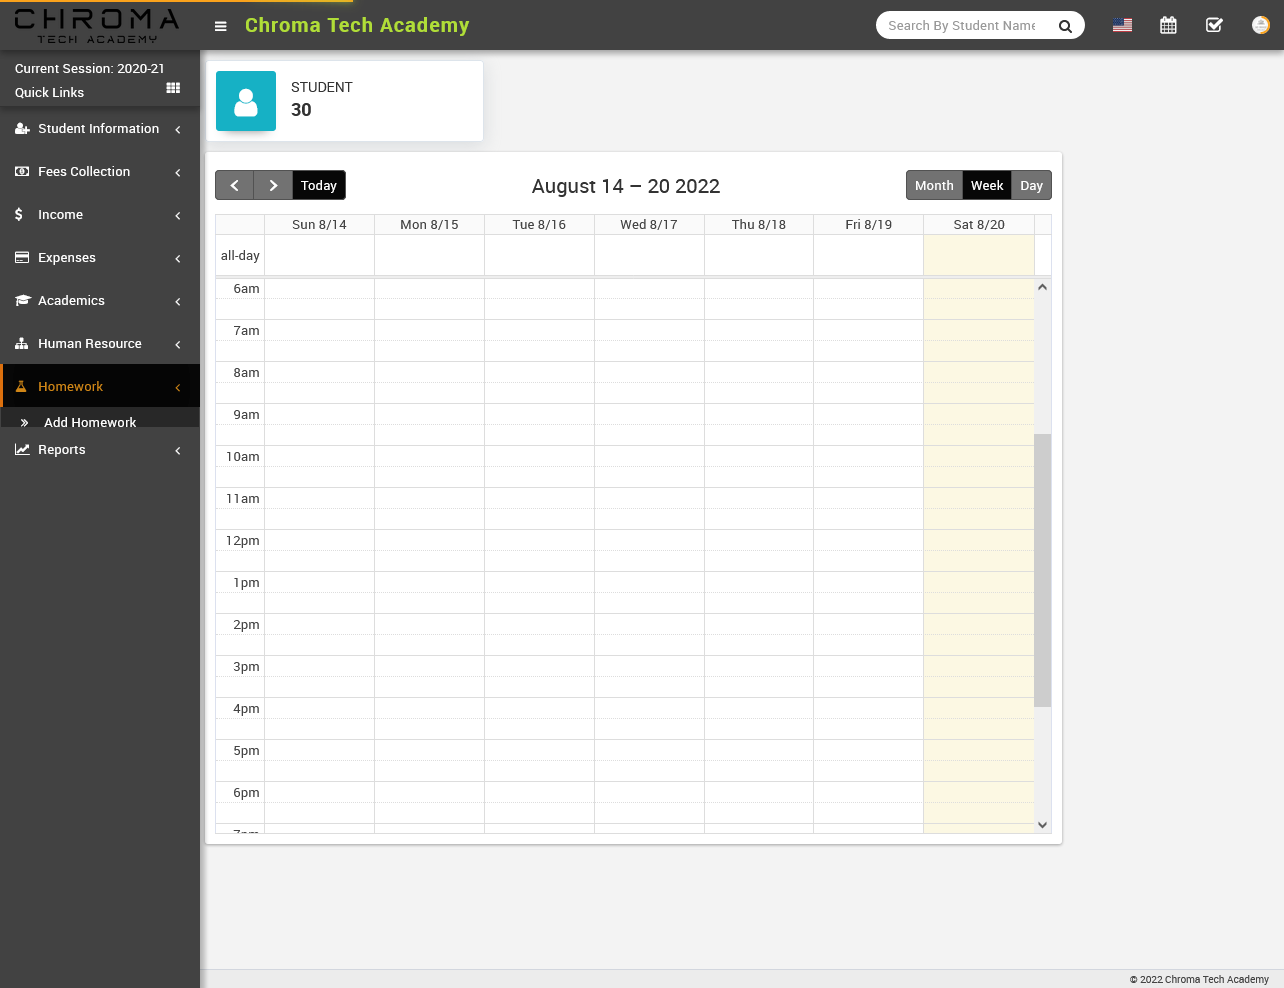 CHROMA
TECH ACADEMY
Chroma Tech Academy
Search By Student Name
Current Session: 2020-21
Quick Links
Student Information
Fees Collection
Income
Expenses
Academics
Human Resource
Homework
Add Homework
Reports
STUDENT
30
Today
August 14 – 20 2022
Month Week Day
Sun 8/14 Mon 8/15 Tue 8/16 Wed 8/17 Thu 8/18 Fri 8/19 Sat 8/20
all-day
6am
7am
8am
9am
10am
11am
12pm
1pm
2pm
3pm
4pm
5pm
6pm
7pm
© 2022 Chroma Tech Academy